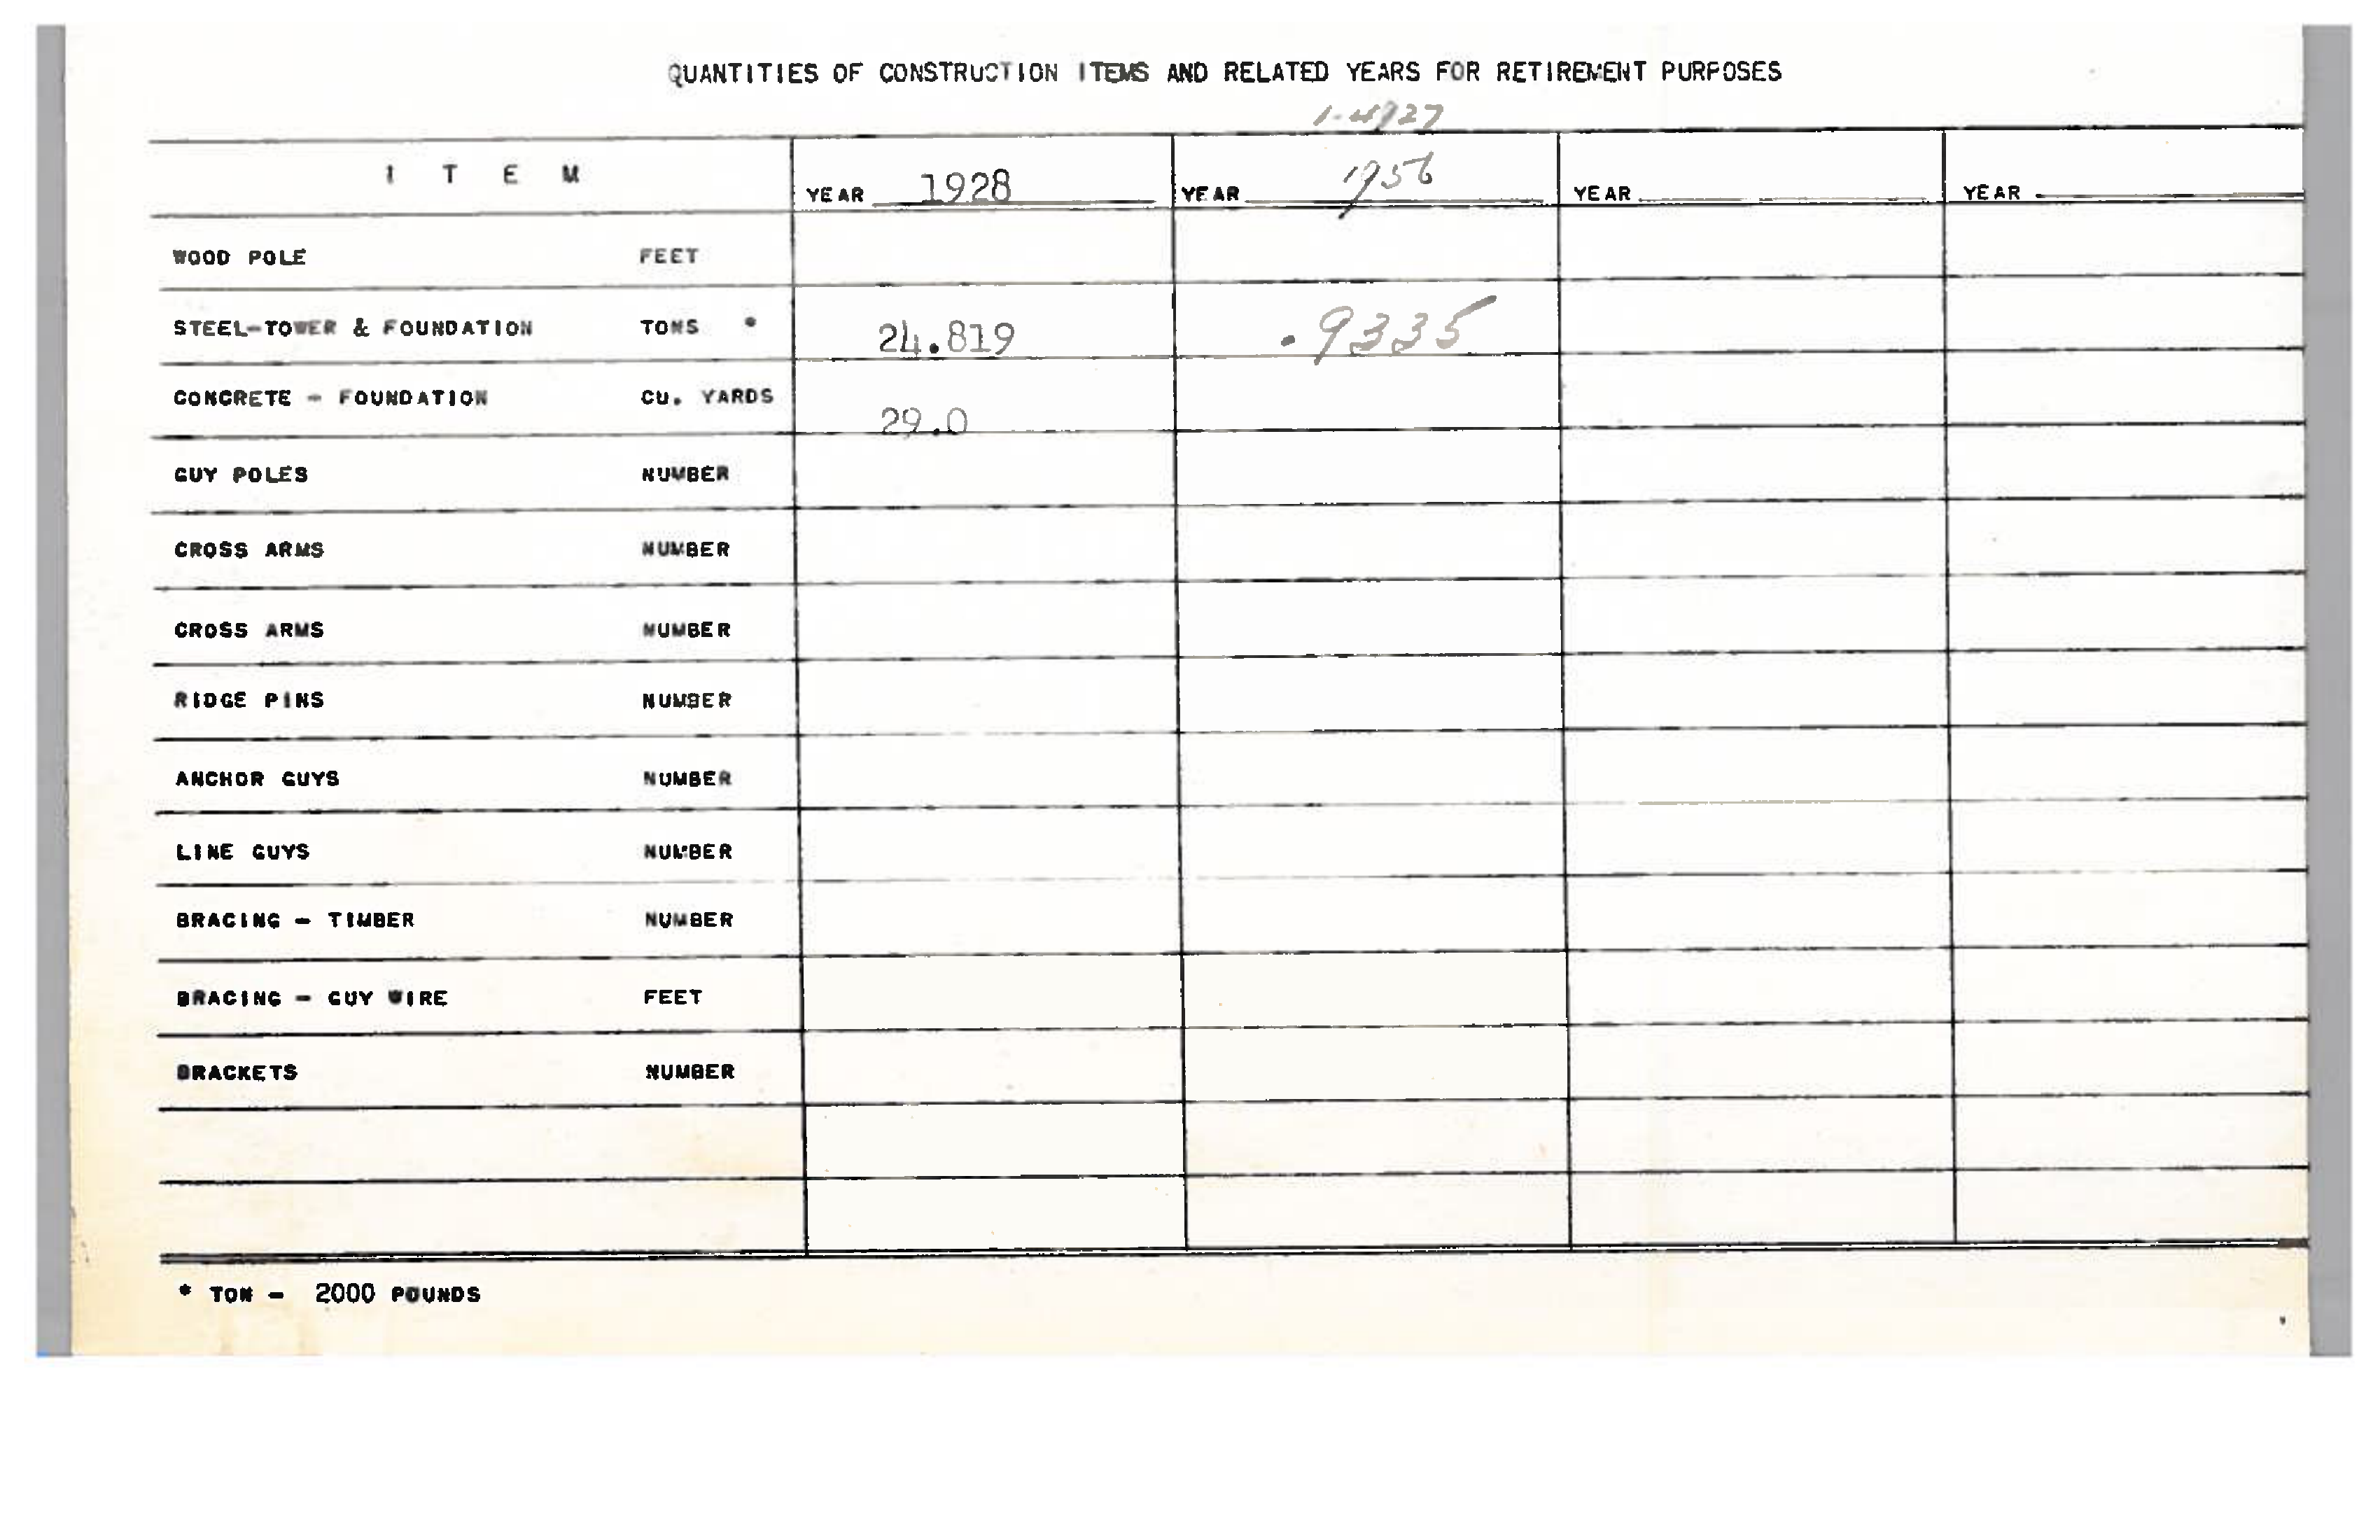 QUANTITIES OF CONSTRUCTION ITEMS AND RELATED YEARS FOR RETIREMENT PURPOSES
ITEM YEAR 1928 YEAR 1956 YEAR YEAR
WOOD POLE FEET
STEEL-TOWER & FOUNDATION TONS * 24.819 .9335
CONCRETE - FOUNDATION CU. YARDS 29.0
GUY POLES NUMBER
CROSS ARMS NUMBER
CROSS ARMS NUMBER
RIDGE PINS NUMBER
ANCHOR GUYS NUMBER
LINE GUYS NUMBER
BRACING - TIMBER NUMBER
BRACING - GUY WIRE FEET
BRACKETS NUMBER
* TON - 2000 POUNDS